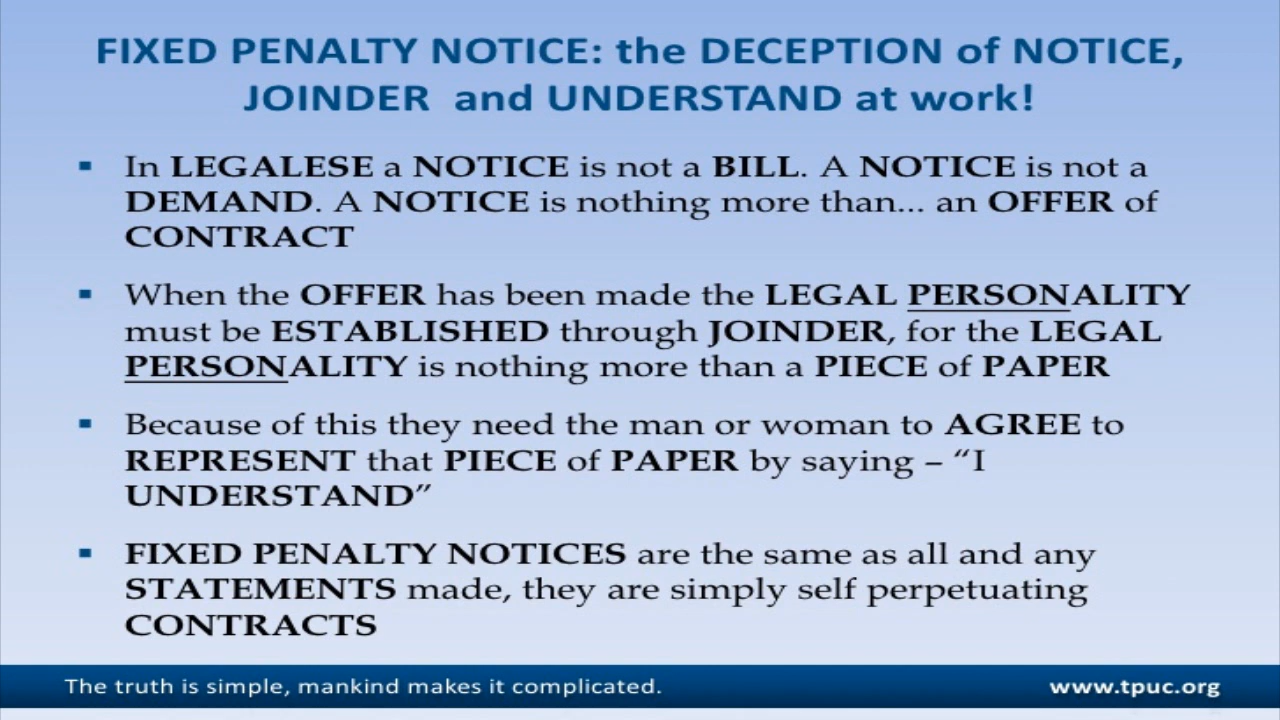 FIXED PENALTY NOTICE: the DECEPTION of NOTICE,
JOINDER and UNDERSTAND at work!
▪ In LEGALESE a NOTICE is not a BILL. A NOTICE is not a
DEMAND. A NOTICE is nothing more than... an OFFER of
CONTRACT
▪ When the OFFER has been made the LEGAL PERSONALITY
must be ESTABLISHED through JOINDER, for the LEGAL
PERSONALITY is nothing more than a PIECE of PAPER
▪ Because of this they need the man or woman to AGREE to
REPRESENT that PIECE of PAPER by saying – “I
UNDERSTAND”
▪ FIXED PENALTY NOTICES are the same as all and any
STATEMENTS made, they are simply self perpetuating
CONTRACTS
The truth is simple, mankind makes it complicated.
www.tpuc.org